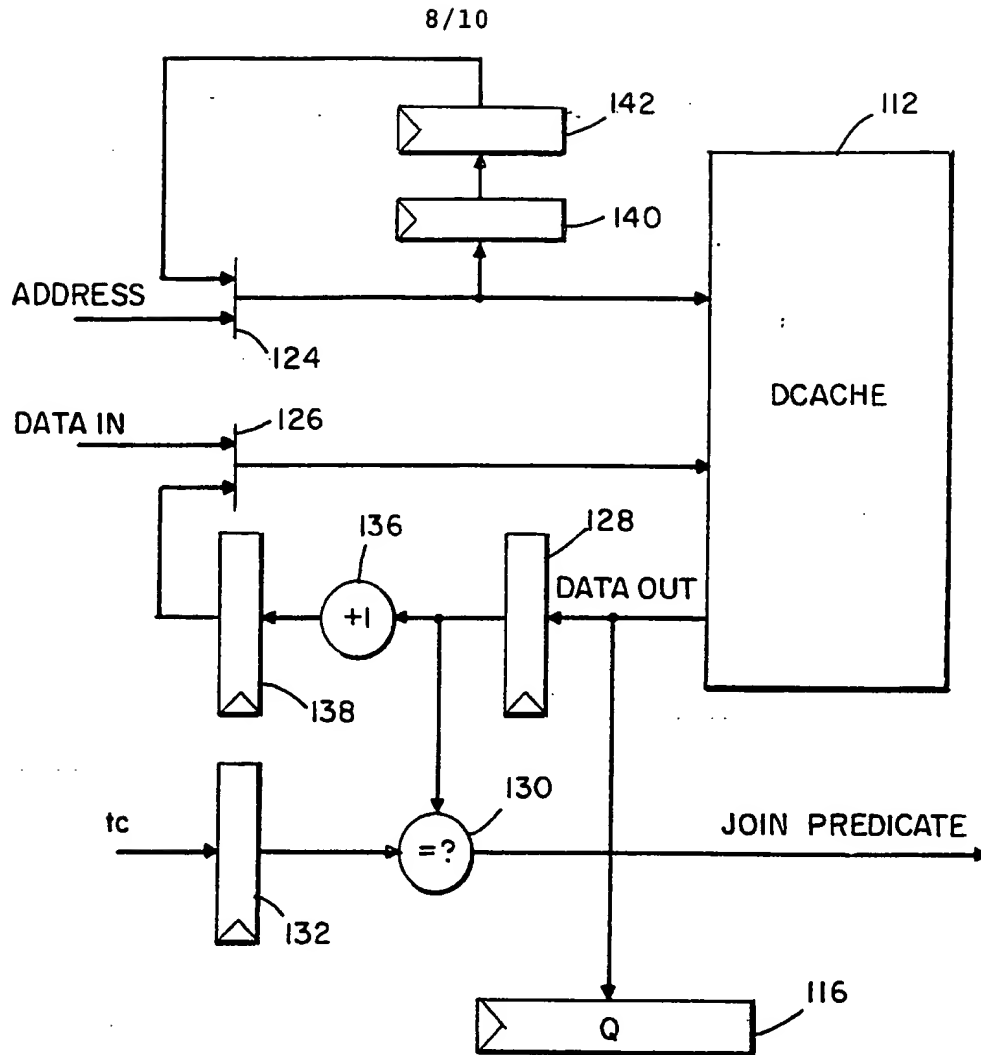 8/10
142
112
140
ADDRESS
124
DCACHE
DATA IN
126
136
128
DATA OUT
+1
138
130
tc
JOIN PREDICATE
=?
132
116
Q